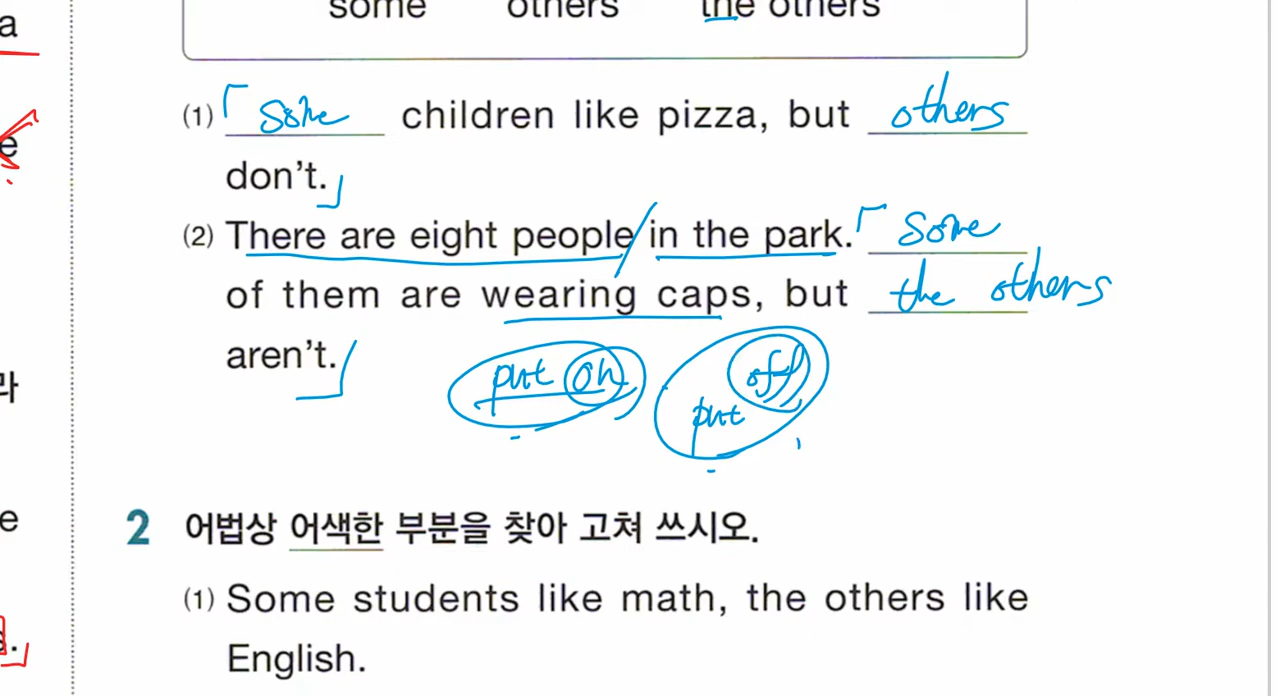 a
some others the others
(1) Some children like pizza, but others
e
don't.
(2) There are eight people/in the park. Some
of them are wearing caps, but the others
aren't.
put on put off
과
e
2 어법상 어색한 부분을 찾아 고쳐 쓰시오.
(1) Some students like math, the others like
s.
English.